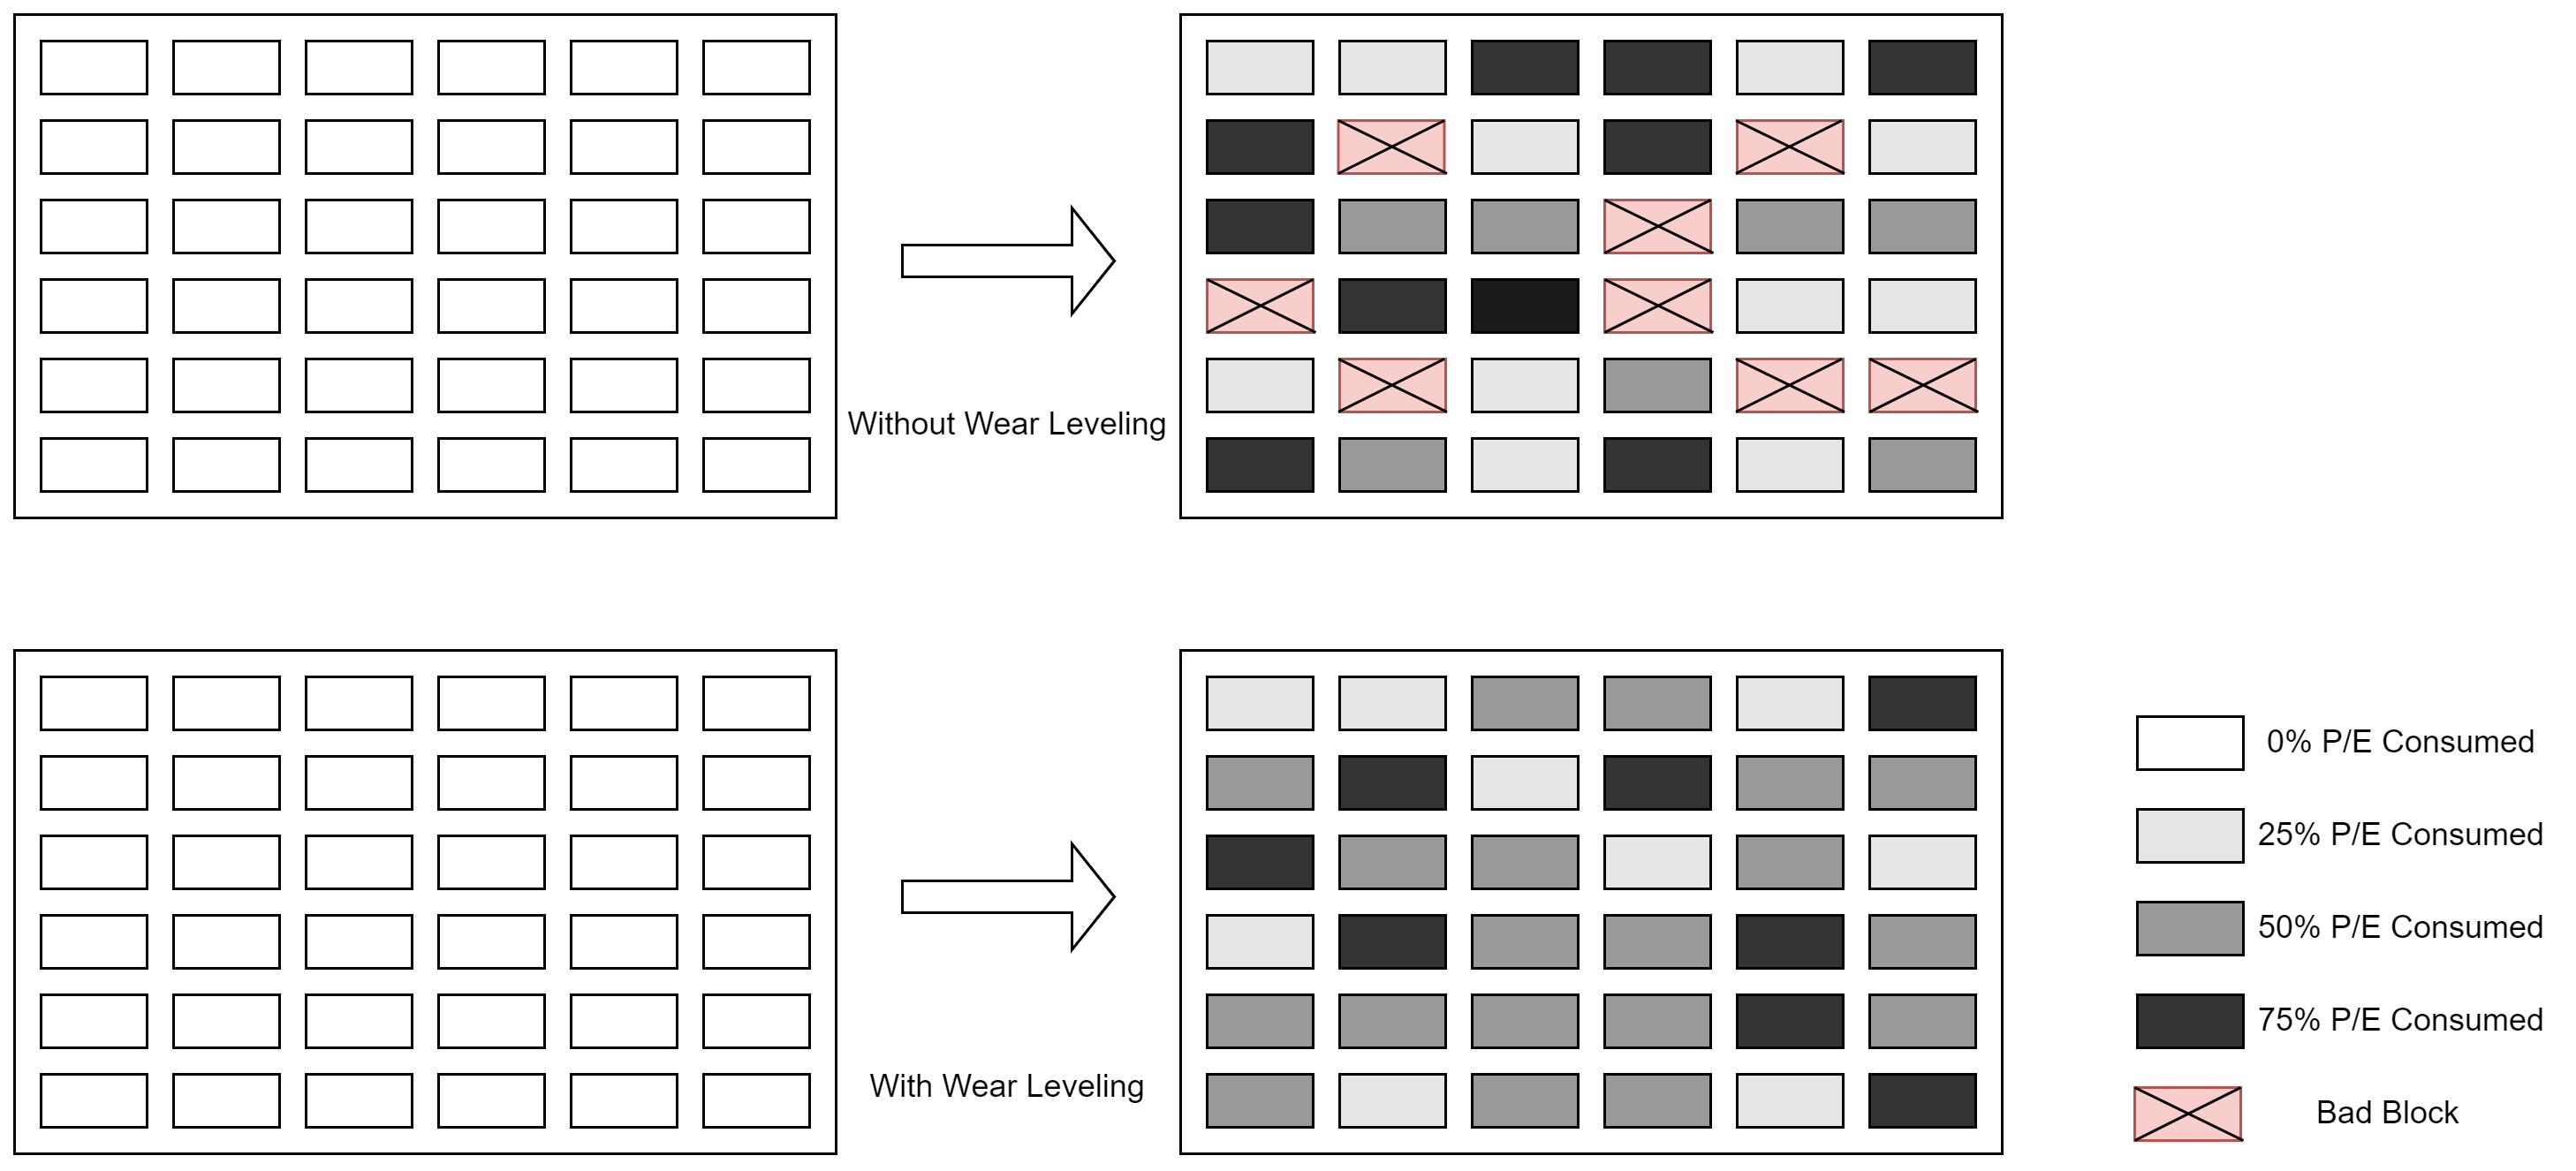 Without Wear Leveling
With Wear Leveling
0% P/E Consumed
25% P/E Consumed
50% P/E Consumed
75% P/E Consumed
Bad Block